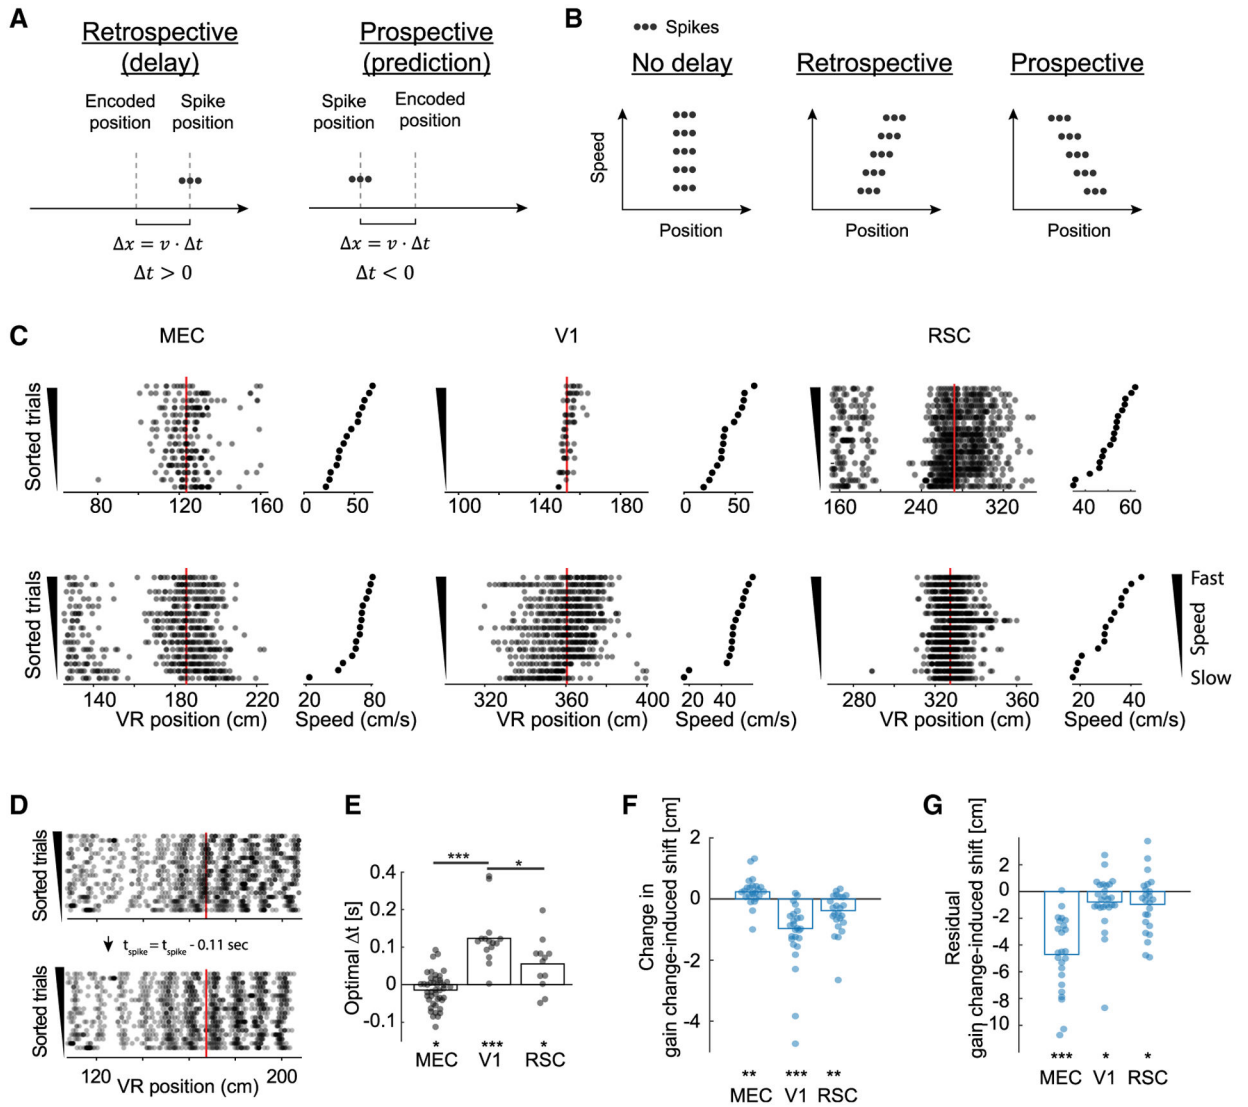 A
Retrospective
(delay)
Encoded
position
Spike
position
Δx = v · Δt
Δt > 0
Prospective
(prediction)
Spike
position
Encoded
position
Δx = v · Δt
Δt < 0
B
Spikes
No delay
Retrospective
Prospective
Speed
Position
Position
Position
C
MEC
V1
RSC
Sorted trials
80 120 160
0 50
100 140 180
0 50
160 240 320
40 60
Sorted trials
140 180 220
VR position (cm)
20 80
Speed (cm/s)
320 360 400
VR position (cm)
20 40
Speed (cm/s)
280 320 360
VR position (cm)
20 40
Speed (cm/s)
Fast
Speed
Slow
D
Sorted trials
tspike = tspike - 0.11 sec
Sorted trials
120 200
VR position (cm)
E
Optimal Δt [s]
0.4
0.2
0.1
0
-0.1
***
*
* *** *
MEC V1 RSC
F
Change in
gain change-induced shift [cm]
2
0
-2
-4
** *** **
MEC V1 RSC
G
Residual
gain change-induced shift [cm]
2
0
-2
-4
-6
-8
10
*** * *
MEC V1 RSC